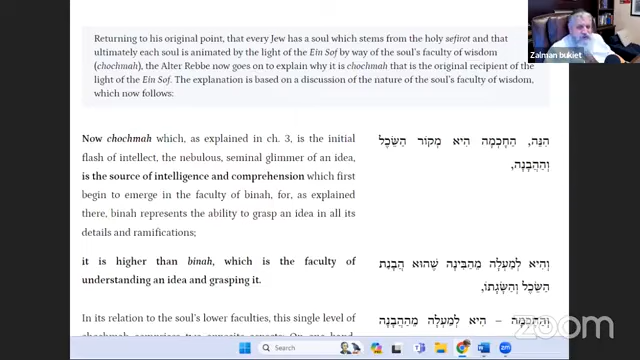 Returning to his original point, that every Jew has a soul which stems from the holy sefirot and that
ultimately each soul is animated by the light of the Ein Sof by way of the soul's faculty of wisdom
(chochmah), the Alter Rebbe now goes on to explain why it is chochmah that is the original recipient of the
light of the Ein Sof. The explanation is based on a discussion of the nature of the soul's faculty of wisdom,
which now follows:
Zalman bukiet
Now chochmah which, as explained in ch. 3, is the initial
flash of intellect, the nebulous, seminal glimmer of an idea,
is the source of intelligence and comprehension which first
begin to emerge in the faculty of binah, for, as explained
there, binah represents the ability to grasp an idea in all its
details and ramifications;
הִנֵּה, הַחָכְמָה הִיא מְקוֹר הַשֵּׂכֶל
וְהַהֲבָנָה,
it is higher than binah, which is the faculty of
understanding an idea and grasping it.
וְהִיא לְמַעְלָה מֵהַבִּינָה שֶׁהוּא הֲבָנַת
הַשֵּׂכֶל וְהַשָּׂגָתוֹ,
In its relation to the soul's lower faculties, this single level of
וְהַחָכְמָה – הִיא לְמַעְלָה מֵהַהֲבָנָה
zoom
Search